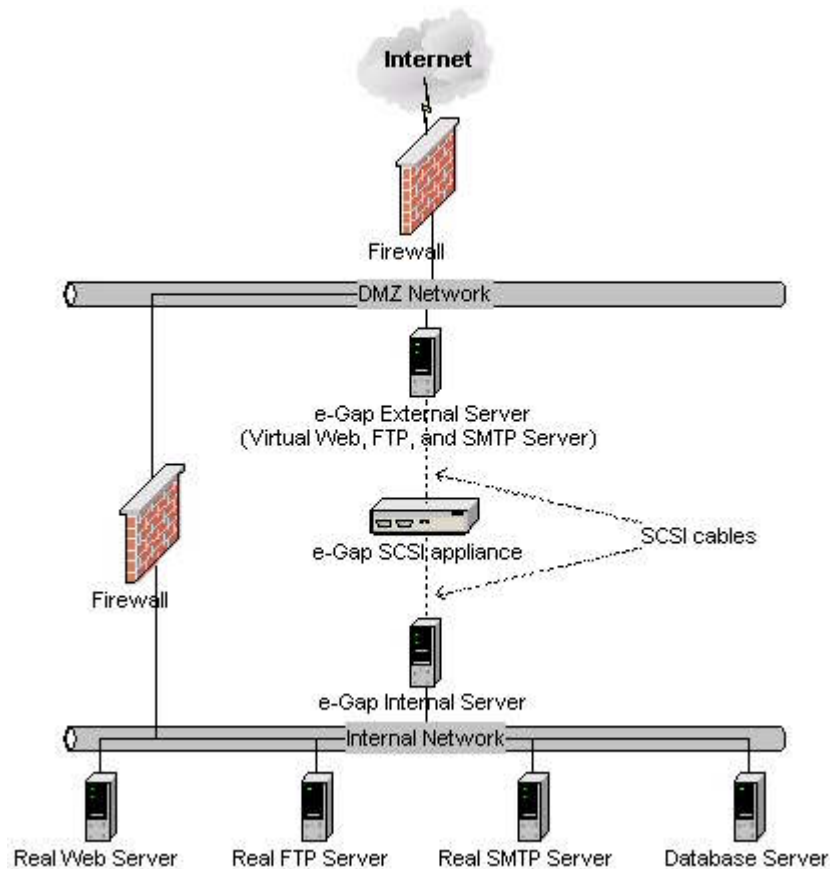 Internet
Firewall
DMZ Network
e-Gap External Server
(Virtual Web, FTP, and SMTP Server)
SCSI cables
e-Gap SCSI appliance
Firewall
e-Gap Internal Server
Internal Network
Real Web Server
Real FTP Server
Real SMTP Server
Database Server